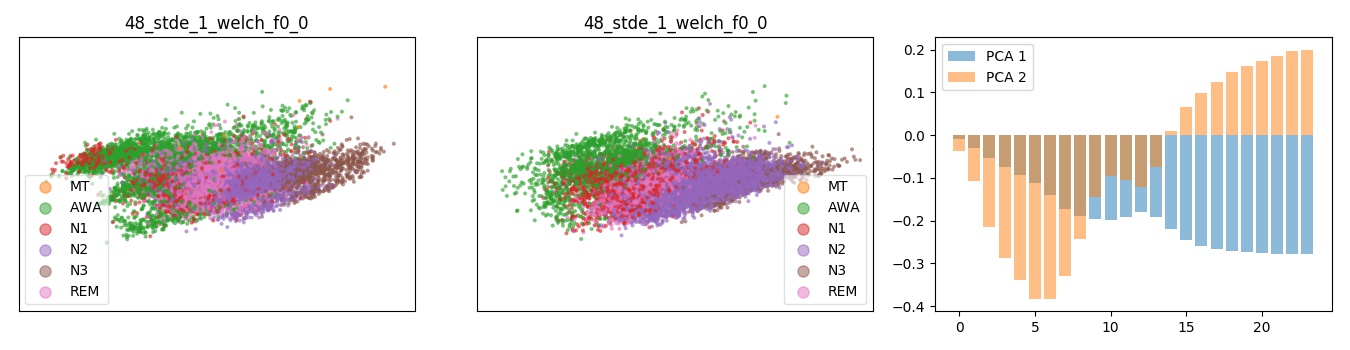 48_stde_1_welch_f0_0
MT
AWA
N1
N2
N3
REM
48_stde_1_welch_f0_0
MT
AWA
N1
N2
N3
REM
PCA 1
PCA 2
0.2
0.1
0.0
−0.1
−0.2
−0.3
−0.4
0
5
10
15
20